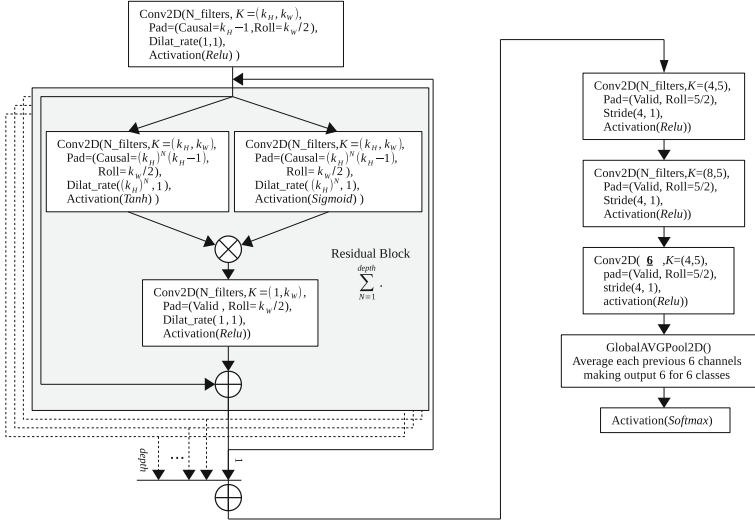 Conv2D(N_filters, K=(k_H, k_W),
Pad=(Causal=k_H−1,Roll=k_W/2),
Dilat_rate(1,1),
Activation(Relu) )
Conv2D(N_filters,K=(k_H, k_W),
Pad=(Causal=(k_H)^N(k_H−1),
Roll=k_W/2),
Dilat_rate((k_H)^N,1),
Activation(Tanh) )
Conv2D(N_filters,K=(k_H, k_W),
Pad=(Causal=(k_H)^N(k_H−1),
Roll=k_W/2 ),
Dilat_rate((k_H)^N,1),
Activation(Sigmoid) )
Residual Block
depth
∑ .
N=1
Conv2D(N_filters,K=(1,k_W),
Pad=(Valid , Roll=k_W/2),
Dilat_rate(1,1),
Activation(Relu))
depth
...
1
Conv2D(N_filters,K=(4,5),
Pad=(Valid, Roll=5/2),
Stride(4, 1),
Activation(Relu))
Conv2D(N_filters,K=(8,5),
Pad=(Valid, Roll=5/2),
Stride(4, 1),
Activation(Relu))
Conv2D( 6 ,K=(4,5),
pad=(Valid, Roll=5/2),
stride(4, 1),
activation(Relu))
GlobalAVGPool2D()
Average each previous 6 channels
making output 6 for 6 classes
Activation(Softmax)